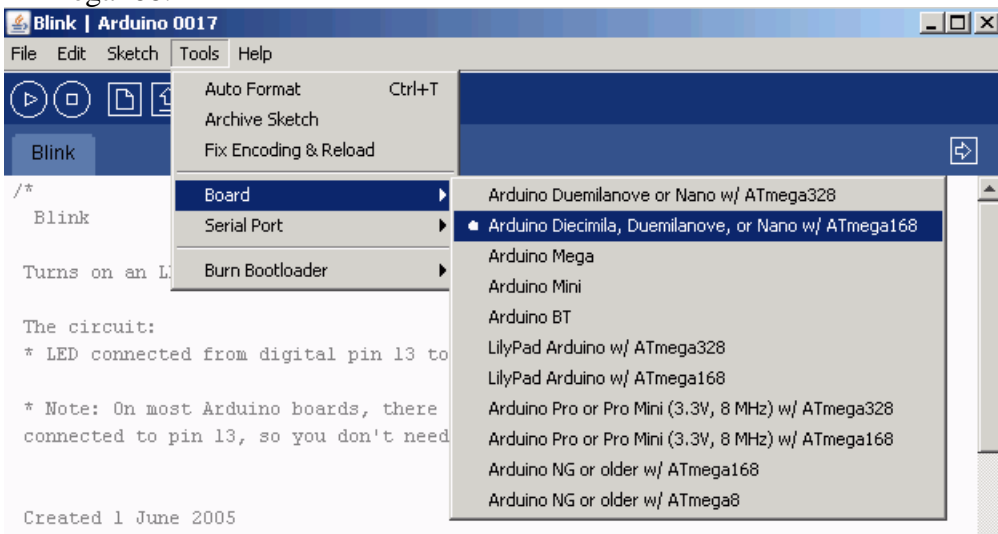 Blink | Arduino 0017
File Edit Sketch Tools Help
Auto Format Ctrl+T
Archive Sketch
Fix Encoding & Reload
Blink
Board
Serial Port
Burn Bootloader
Arduino Duemilanove or Nano w/ ATmega328
Arduino Diecimila, Duemilanove, or Nano w/ ATmega168
Arduino Mega
Arduino Mini
Arduino BT
LilyPad Arduino w/ ATmega328
LilyPad Arduino w/ ATmega168
Arduino Pro or Pro Mini (3.3V, 8 MHz) w/ ATmega328
Arduino Pro or Pro Mini (3.3V, 8 MHz) w/ ATmega168
Arduino NG or older w/ ATmega168
Arduino NG or older w/ ATmega8
/*
Blink
Turns on an
The circuit:
* LED connected from digital pin 13 to
* Note: On most Arduino boards, there
connected to pin 13, so you don't need
Created 1 June 2005